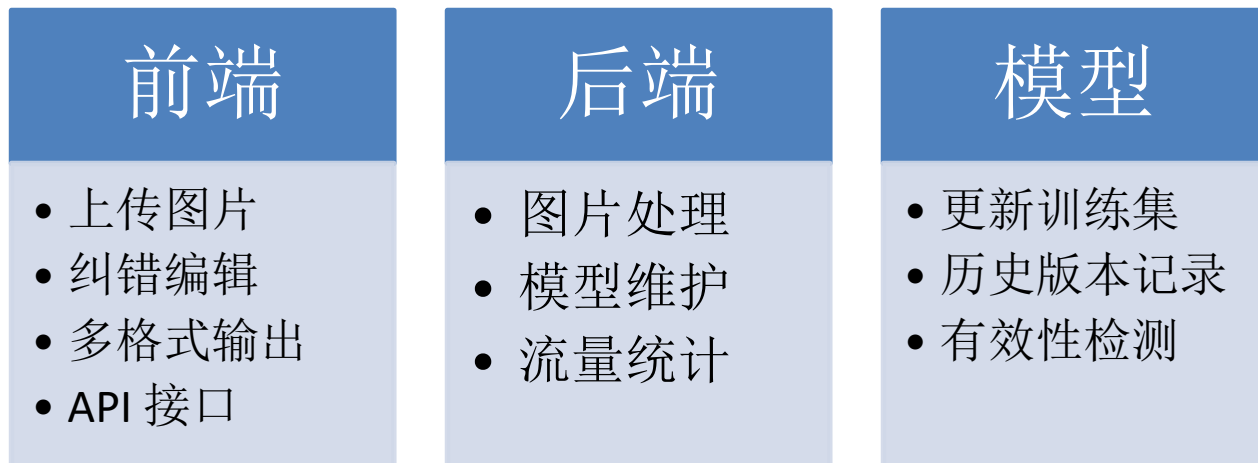 前端
• 上传图片
• 纠错编辑
• 多格式输出
• API 接口
后端
• 图片处理
• 模型维护
• 流量统计
模型
• 更新训练集
• 历史版本记录
• 有效性检测